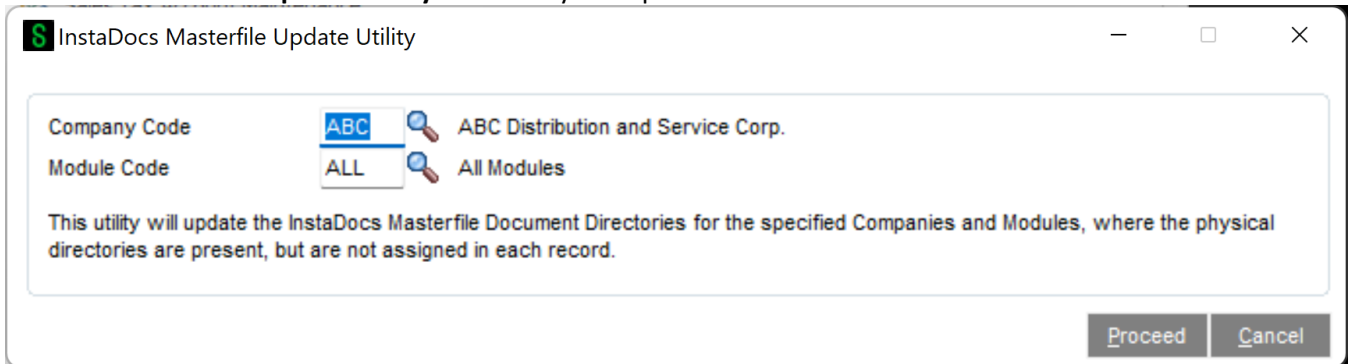 InstaDocs Masterfile Update Utility
Company Code ABC ABC Distribution and Service Corp.
Module Code ALL All Modules
This utility will update the InstaDocs Masterfile Document Directories for the specified Companies and Modules, where the physical
directories are present, but are not assigned in each record.
Proceed Cancel